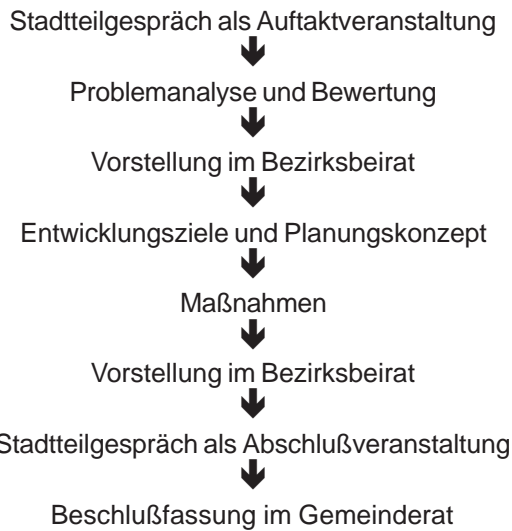 Stadtteilgespräch als Auftaktveranstaltung
Problemanalyse und Bewertung
Vorstellung im Bezirksbeirat
Entwicklungsziele und Planungskonzept
Maßnahmen
Vorstellung im Bezirksbeirat
Stadtteilgespräch als Abschlußveranstaltung
Beschlußfassung im Gemeinderat